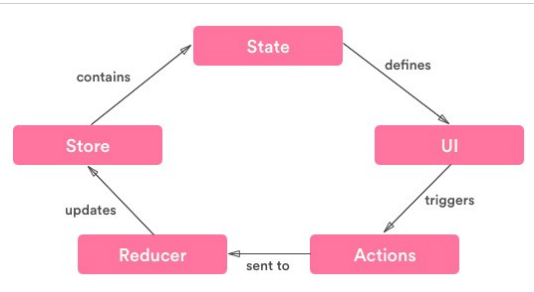 State
defines
contains
Store
UI
triggers
updates
Reducer
sent to
Actions